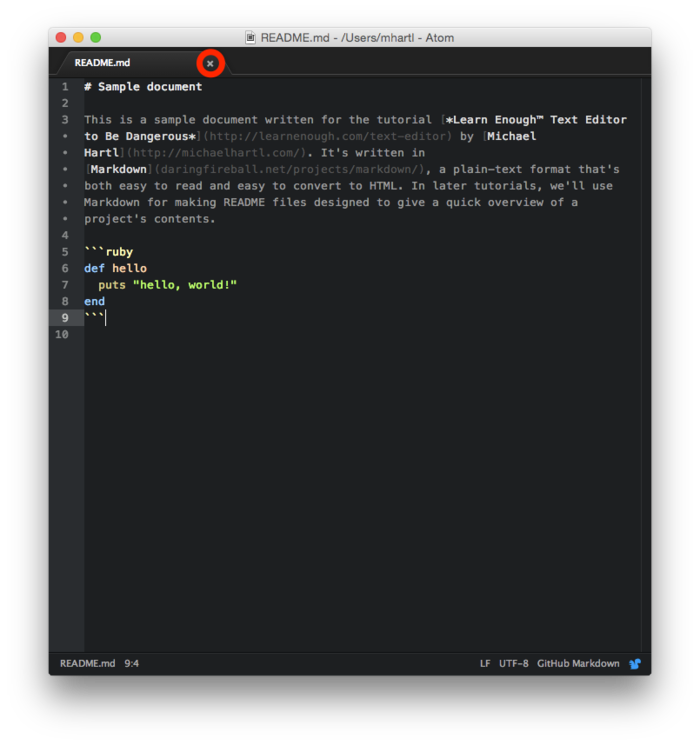 README.md - /Users/mhartl - Atom
README.md
1 # Sample document
2
3 This is a sample document written for the tutorial [*Learn Enough™ Text Editor
• to Be Dangerous*](http://learnenough.com/text-editor) by [Michael
• Hartl](http://michaelhartl.com/). It's written in
• [Markdown](daringfireball.net/projects/markdown/), a plain-text format that's
• both easy to read and easy to convert to HTML. In later tutorials, we'll use
• Markdown for making README files designed to give a quick overview of a
• project's contents.
4
5 ```ruby
6 def hello
7   puts "hello, world!"
8 end
9 ```
10
README.md 9:4 LF UTF-8 GitHub Markdown